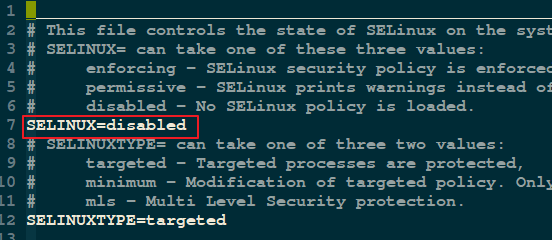 1
2 # This file controls the state of SELinux on the syst
3 # SELINUX= can take one of these three values:
4 #     enforcing - SELinux security policy is enforced
5 #     permissive - SELinux prints warnings instead of
6 #     disabled - No SELinux policy is loaded.
7 SELINUX=disabled
8 # SELINUXTYPE= can take one of three two values:
9 #     targeted - Targeted processes are protected,
10 #     minimum - Modification of targeted policy. Only
11 #     mls - Multi Level Security protection.
12 SELINUXTYPE=targeted
13